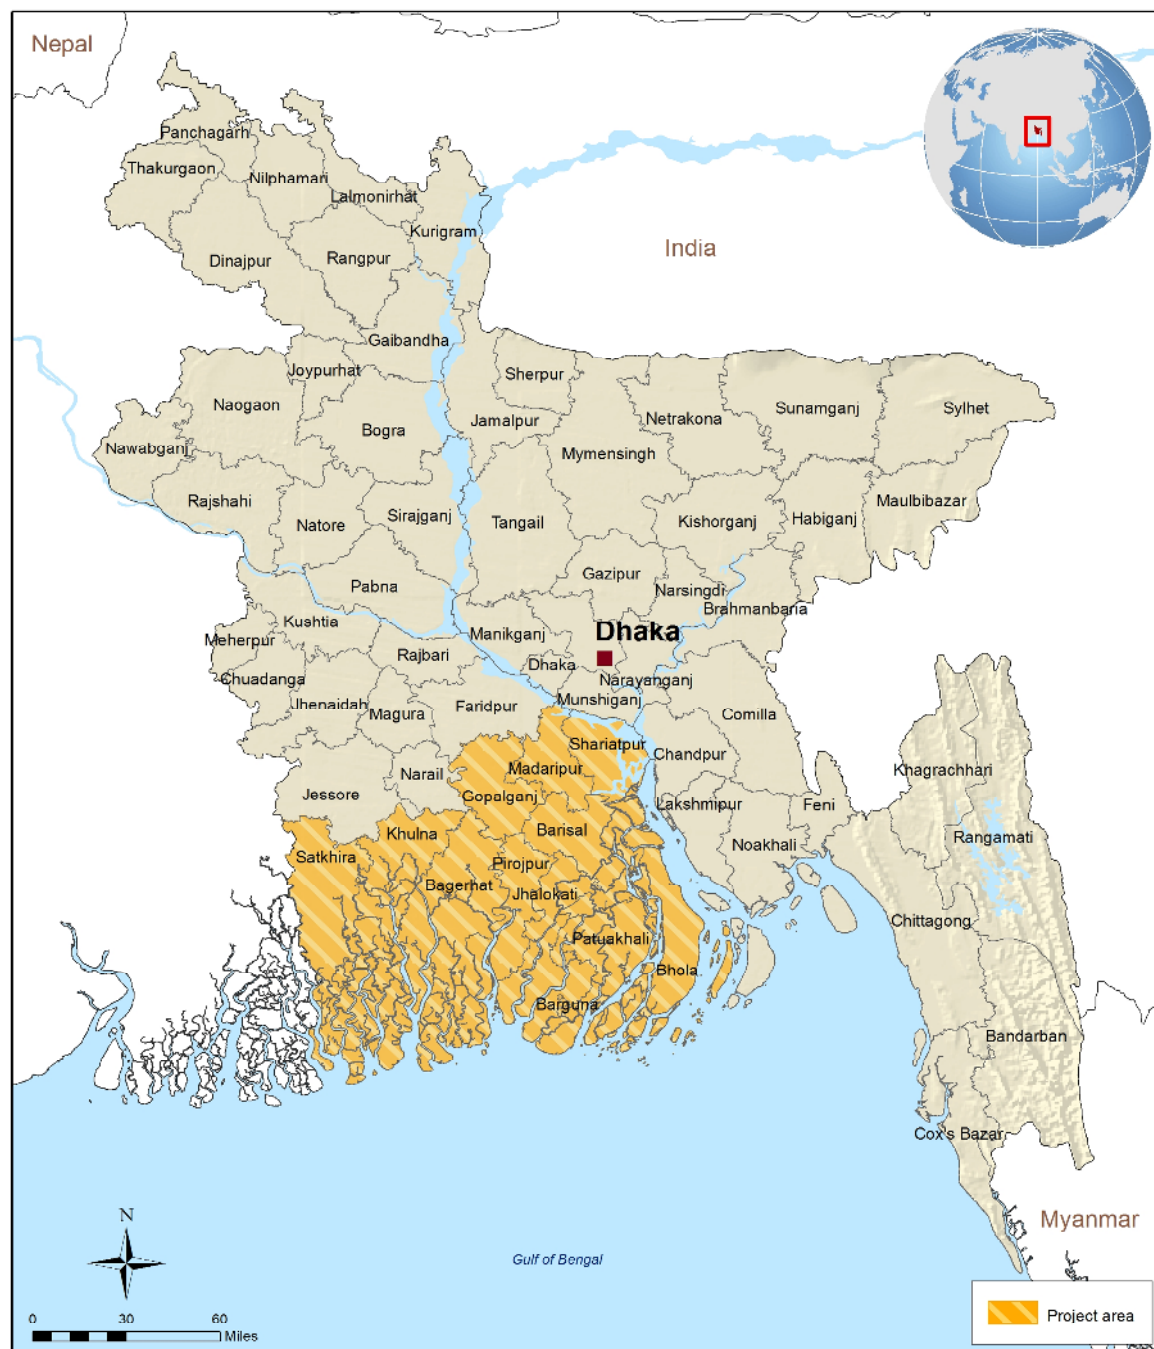 Nepal
Panchagarh
Thakurgaon
Nilphamari
Lalmonirhat
Kurigram
India
Dinajpur
Rangpur
Gaibandha
Joypurhat
Sherpur
Naogaon
Bogra
Jamalpur
Netrakona
Sunamganj
Sylhet
Nawabganj
Mymensingh
Rajshahi
Natore
Sirajganj
Tangail
Kishorganj
Habiganj
Maulbibazar
Gazipur
Pabna
Narsingdi
Brahmanbaria
Kushtia
Meherpur
Manikganj
Dhaka
Rajbari
Dhaka
Chuadanga
Narayanganj
Jhenaidah
Magura
Faridpur
Munshiganj
Comilla
Shariatpur
Chandpur
Narail
Madaripur
Khagrachhari
Jessore
Gopalganj
Lakshmipur
Feni
Khulna
Barisal
Noakhali
Rangamati
Satkhira
Pirojpur
Bagerhat
Jhalokati
Chittagong
Patuakhali
Bhola
Barguna
Bandarban
Cox's Bazar
Myanmar
N
Gulf of Bengal
0 30 60
Miles
Project area